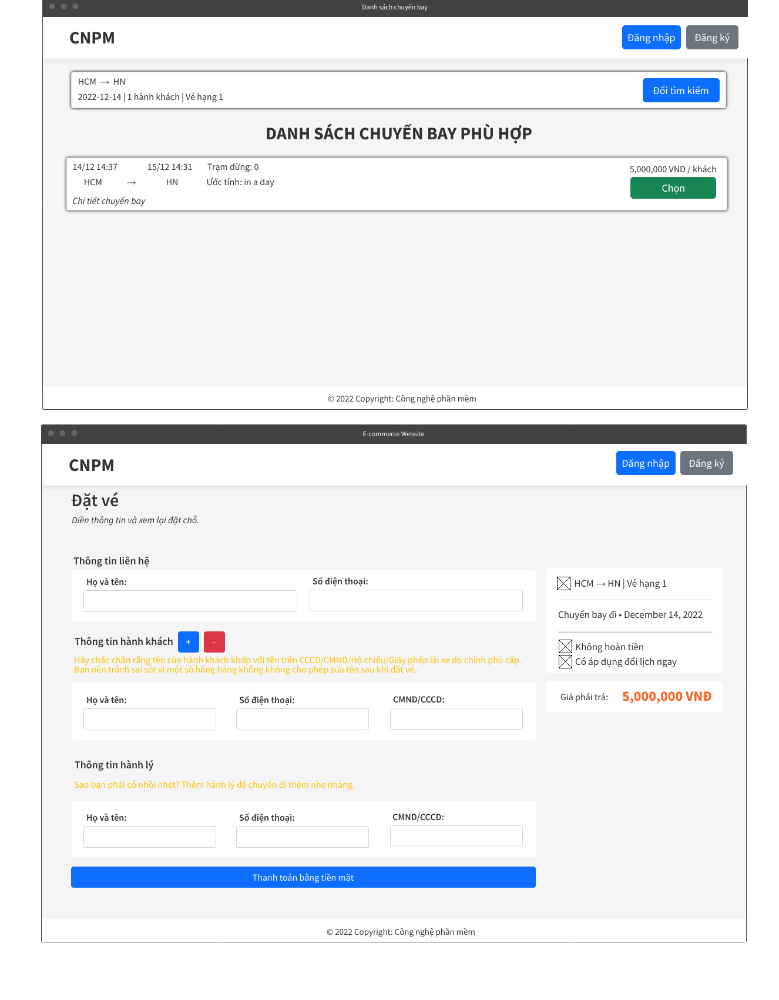 Danh sách chuyến bay
CNPM
Đăng nhập
Đăng ký
HCM → HN
2022-12-14 | 1 hành khách | Vé hạng 1
Đổi tìm kiếm
DANH SÁCH CHUYẾN BAY PHÙ HỢP
14/12 14:37 15/12 14:31 Trạm dừng: 0
HCM → HN Ước tính: in a day
Chi tiết chuyến bay
5,000,000 VND / khách
Chọn
© 2022 Copyright: Công nghệ phần mềm
E-commerce Website
CNPM
Đăng nhập
Đăng ký
Đặt vé
Điền thông tin và xem lại đặt chỗ.
Thông tin liên hệ
Họ và tên: Số điện thoại:
HCM → HN | Vé hạng 1
Chuyến bay đi • December 14, 2022
Không hoàn tiền
Có áp dụng đổi lịch ngay
Giá phải trả: 5,000,000 VNĐ
Thông tin hành khách + -
Hãy chắc chắn rằng tên của hành khách khớp với tên trên CCCD/CMND/Hộ chiếu/Giấy phép lái xe do chính phủ cấp.
Bạn nên tránh sai sót vì một số hãng hàng không không cho phép sửa tên sau khi đặt vé.
Họ và tên: Số điện thoại: CMND/CCCD:
Thông tin hành lý
Sao bạn phải cố nhồi nhét? Thêm hành lý để chuyến đi thêm nhẹ nhàng.
Họ và tên: Số điện thoại: CMND/CCCD:
Thanh toán bằng tiền mặt
© 2022 Copyright: Công nghệ phần mềm